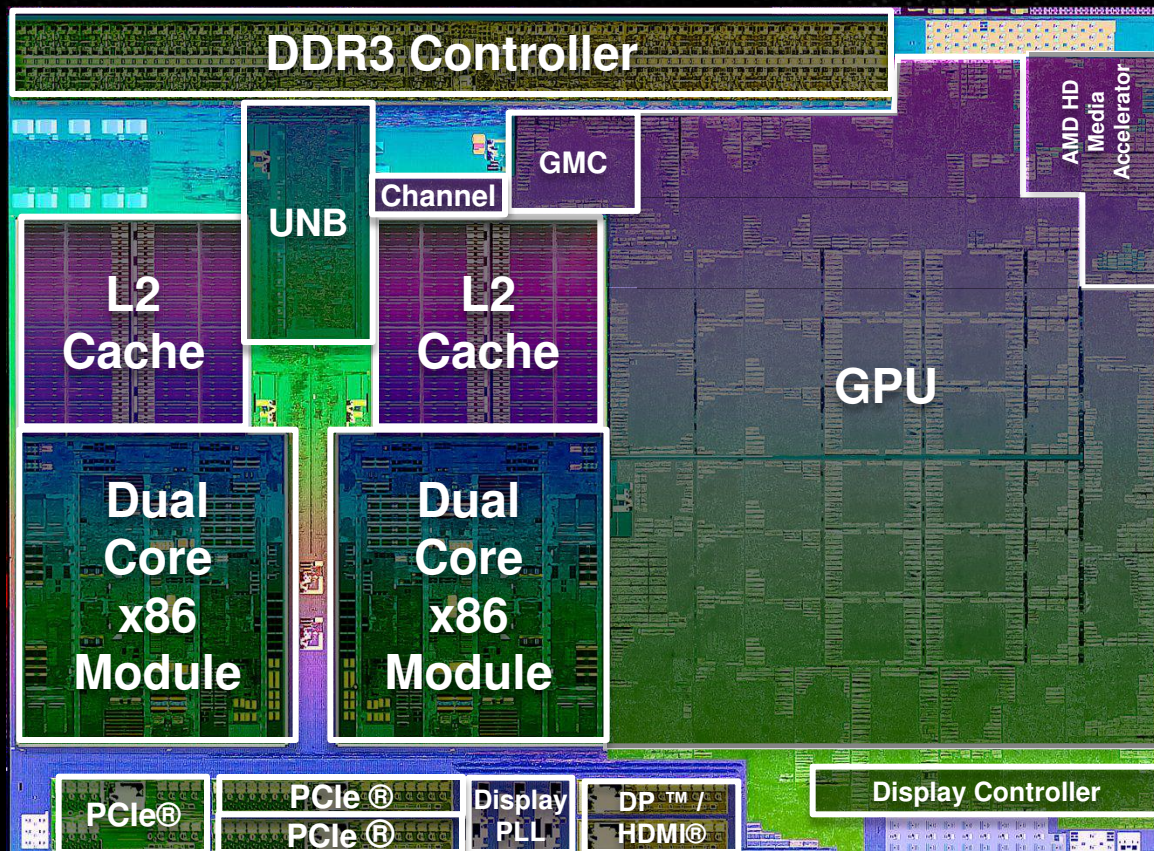 DDR3 Controller
AMD HD
Media
Accelerator
GMC
Channel
UNB
L2
Cache
L2
Cache
GPU
Dual
Core
x86
Module
Dual
Core
x86
Module
PCIe®
PCIe ®
PCIe ®
Display
PLL
DP ™ /
HDMI®
Display Controller